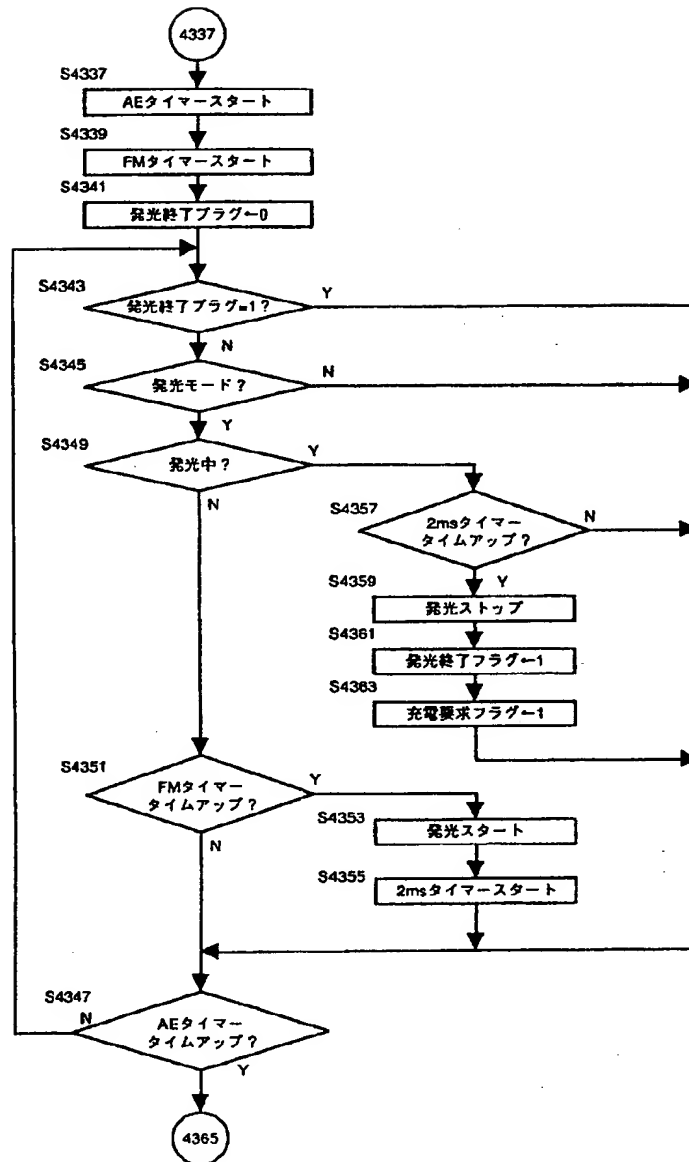 4337
S4337
AEタイマースタート
S4339
FMタイマースタート
S4341
発光終了プラグ←0
S4343
発光終了プラグ=1?
Y
N
S4345
発光モード?
N
Y
S4349
発光中?
Y
N
S4357
2msタイマー
タイムアップ?
N
Y
S4359
発光ストップ
S4361
発光終了フラグ←1
S4363
充電要求フラグ←1
S4351
FMタイマー
タイムアップ?
Y
N
S4353
発光スタート
S4355
2msタイマースタート
S4347
N
AEタイマー
タイムアップ?
Y
4365